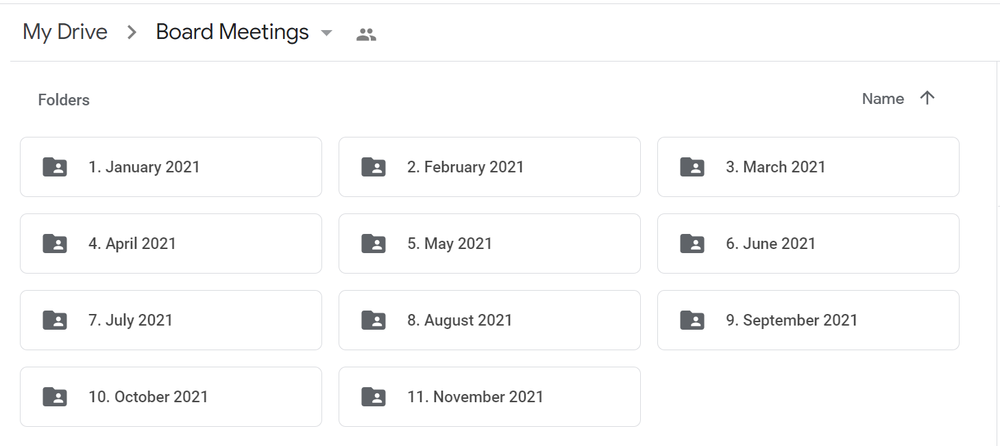 My Drive > Board Meetings
Folders Name
1. January 2021 2. February 2021 3. March 2021
4. April 2021 5. May 2021 6. June 2021
7. July 2021 8. August 2021 9. September 2021
10. October 2021 11. November 2021